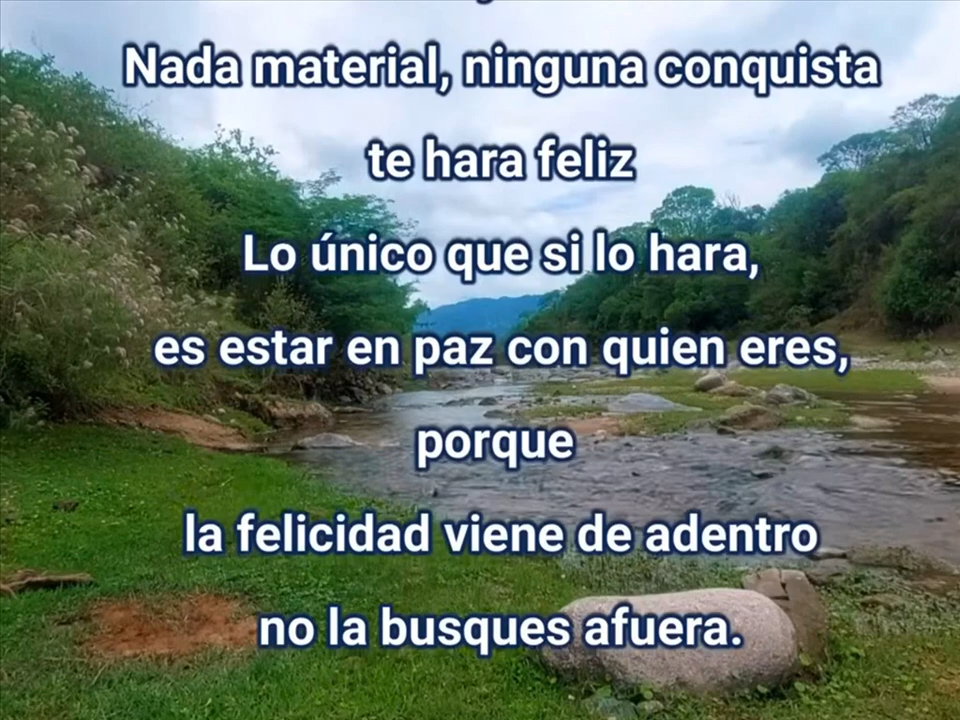 Nada material, ninguna conquista
te hara feliz
Lo único que si lo hara,
es estar en paz con quien eres,
porque
la felicidad viene de adentro
no la busques afuera.